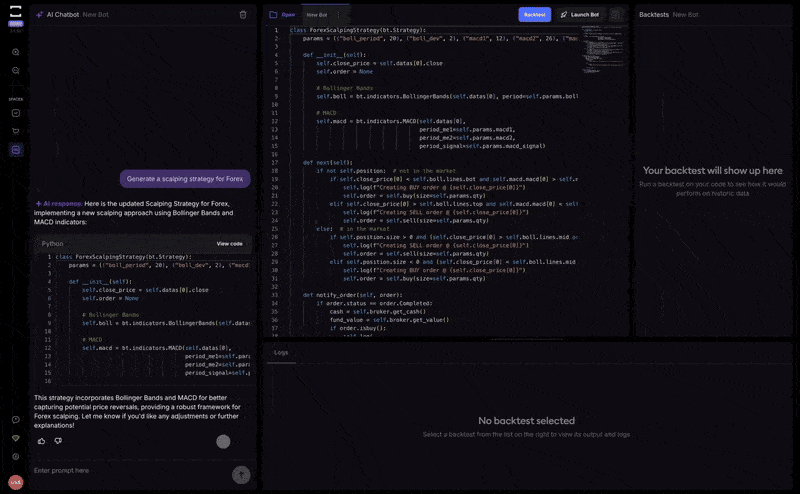 AI Chatbot New Bot
Generate a scalping strategy for Forex
AI response: Here is the updated Scalping Strategy for Forex,
implementing a new scalping approach using Bollinger Bands and
MACD indicators:
Python View code
1 class ForexScalpingStrategy(bt.Strategy):
2 params = (("boll_period", 20), ("boll_dev", 2), ("macd
3
4 def __init__(self):
5 self.close_price = self.datas[0].close
6 self.order = None
7
8 # Bollinger Bands
9 self.boll = bt.indicators.BollingerBands(self.datas
10
11 # MACD
12 self.macd = bt.indicators.MACD(self.datas[0],
13 period_me1=self.para
14 period_me2=self.para
15 period_signal=self.p
16
This strategy incorporates Bollinger Bands and MACD for better
capturing potential price reversals, providing a robust framework for
Forex scalping. Let me know if you'd like any adjustments or further
explanations!
Enter prompt here
SPACES
Open New Bot Backtest Launch Bot
1 class ForexScalpingStrategy(bt.Strategy):
2 params = (("boll_period", 20), ("boll_dev", 2), ("macd1", 12), ("macd2", 26), ("mac
3
4 def __init__(self):
5 self.close_price = self.datas[0].close
6 self.order = None
7
8 # Bollinger Bands
9 self.boll = bt.indicators.BollingerBands(self.datas[0], period=self.params.boll
10
11 # MACD
12 self.macd = bt.indicators.MACD(self.datas[0],
13 period_me1=self.params.macd1,
14 period_me2=self.params.macd2,
15 period_signal=self.params.macd_signal)
16
17 def next(self):
18 if not self.position: # not in the market
19 if self.close_price[0] < self.boll.lines.bot and self.macd.macd[0] > self.m
20 self.log(f"Creating BUY order @ {self.close_price[0]}")
21 self.order = self.buy(size=self.params.qty)
22 elif self.close_price[0] > self.boll.lines.top and self.macd.macd[0] < self
23 self.log(f"Creating SELL order @ {self.close_price[0]}")
24 self.order = self.sell(size=self.params.qty)
25 else: # in the market
26 if self.position.size > 0 and (self.close_price[0] > self.boll.lines.mid or
27 self.log(f"Creating SELL order @ {self.close_price[0]}")
28 self.order = self.sell(size=self.params.qty)
29 elif self.position.size < 0 and (self.close_price[0] < self.boll.lines.mid
30 self.log(f"Creating BUY order @ {self.close_price[0]}")
31 self.order = self.buy(size=self.params.qty)
32
33 def notify_order(self, order):
34 if order.status == order.Completed:
35 cash = self.broker.get_cash()
36 fund_value = self.broker.get_value()
37 if order.isbuy():
38 self.log(
Logs
No backtest selected
Select a backtest from the list on the right to view its output and logs
Backtests New Bot
Your backtest will show up here
Run a backtest on your code to see how it would
perform on historic data